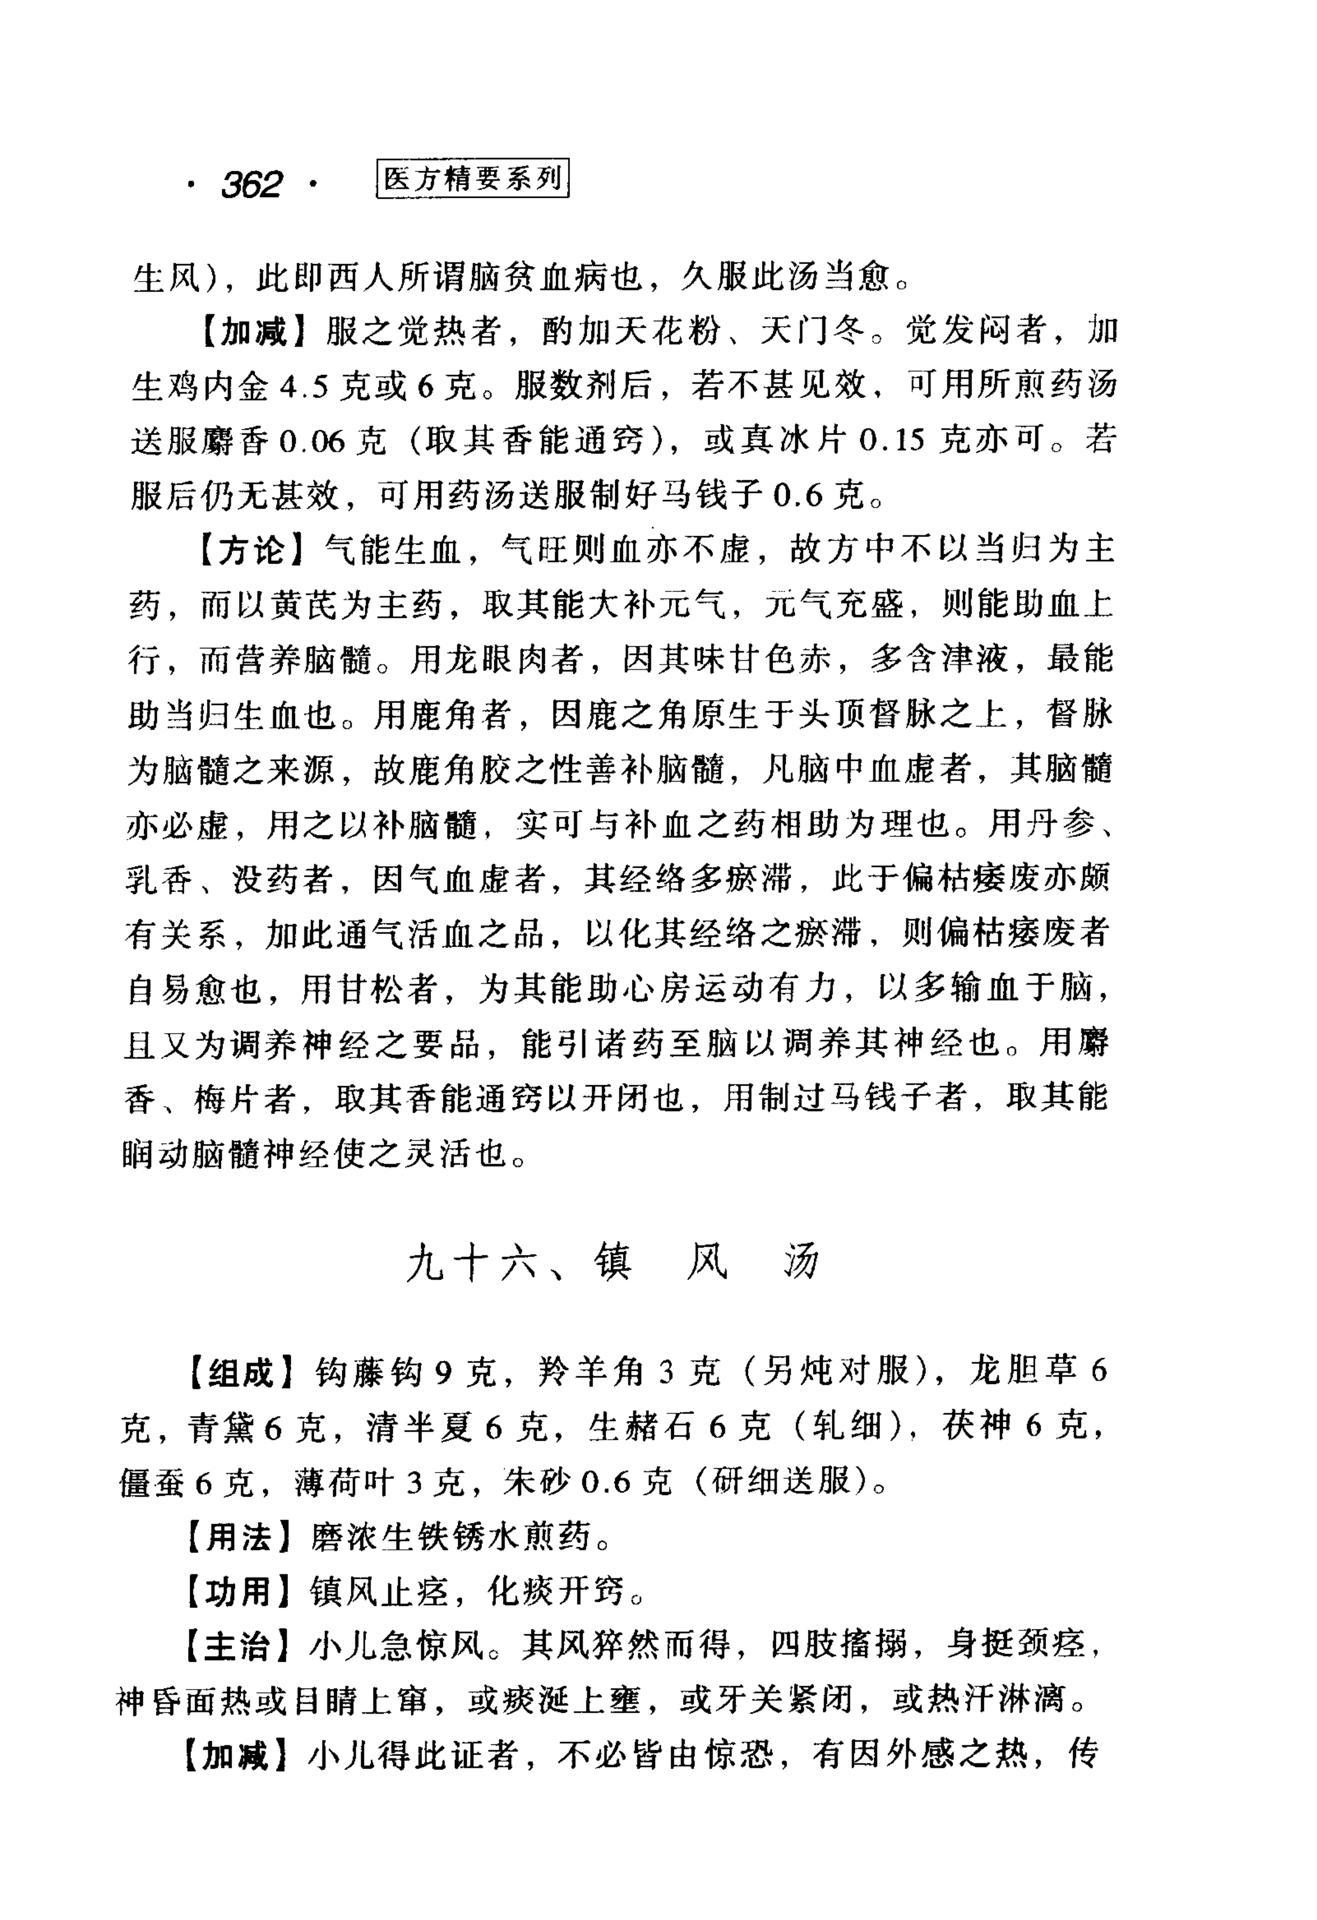 · 362 · 医方精要系列
生风），此即西人所谓脑贫血病也，久服此汤当愈。
【加减】服之觉热者，酌加天花粉、天门冬。觉发闷者，加
生鸡内金4.5克或6克。服数剂后，若不甚见效，可用所煎药汤
送服麝香0.06克（取其香能通窍），或真冰片0.15克亦可。若
服后仍无甚效，可用药汤送服制好马钱子0.6克。
【方论】气能生血，气旺则血亦不虚，故方中不以当归为主
药，而以黄芪为主药，取其能大补元气，元气充盛，则能助血上
行，而营养脑髓。用龙眼肉者，因其味甘色赤，多含津液，最能
助当归生血也。用鹿角者，因鹿之角原生于头顶督脉之上，督脉
为脑髓之来源，故鹿角胶之性善补脑髓，凡脑中血虚者，其脑髓
亦必虚，用之以补脑髓，实可与补血之药相助为理也。用丹参、
乳香、没药者，因气血虚者，其经络多瘀滞，此于偏枯痿废亦颇
有关系，加此通气活血之品，以化其经络之瘀滞，则偏枯痿废者
自易愈也，用甘松者，为其能助心房运动有力，以多输血于脑，
且又为调养神经之要品，能引诸药至脑以调养其神经也。用麝
香、梅片者，取其香能通窍以开闭也，用制过马钱子者，取其能
瞤动脑髓神经使之灵活也。
九十六、镇 风 汤
【组成】钩藤钩9克，羚羊角3克（另炖对服），龙胆草6
克，青黛6克，清半夏6克，生赭石6克（轧细），茯神6克，
僵蚕6克，薄荷叶3克，朱砂0.6克（研细送服）。
【用法】磨浓生铁锈水煎药。
【功用】镇风止痉，化痰开窍。
【主治】小儿急惊风。其风猝然而得，四肢搐搦，身挺颈痉，
神昏面热或目睛上窜，或痰涎上壅，或牙关紧闭，或热汗淋漓。
【加减】小儿得此证者，不必皆由惊恐，有因外感之热，传